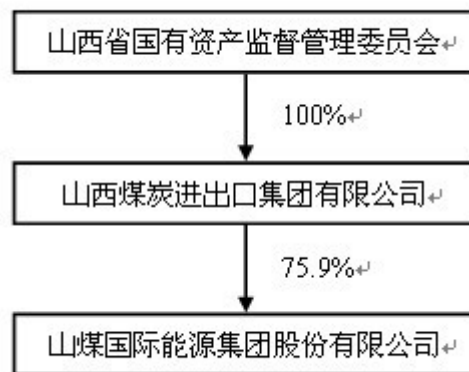 山西省国有资产监督管理委员会
100%
山西煤炭进出口集团有限公司
75.9%
山煤国际能源集团股份有限公司